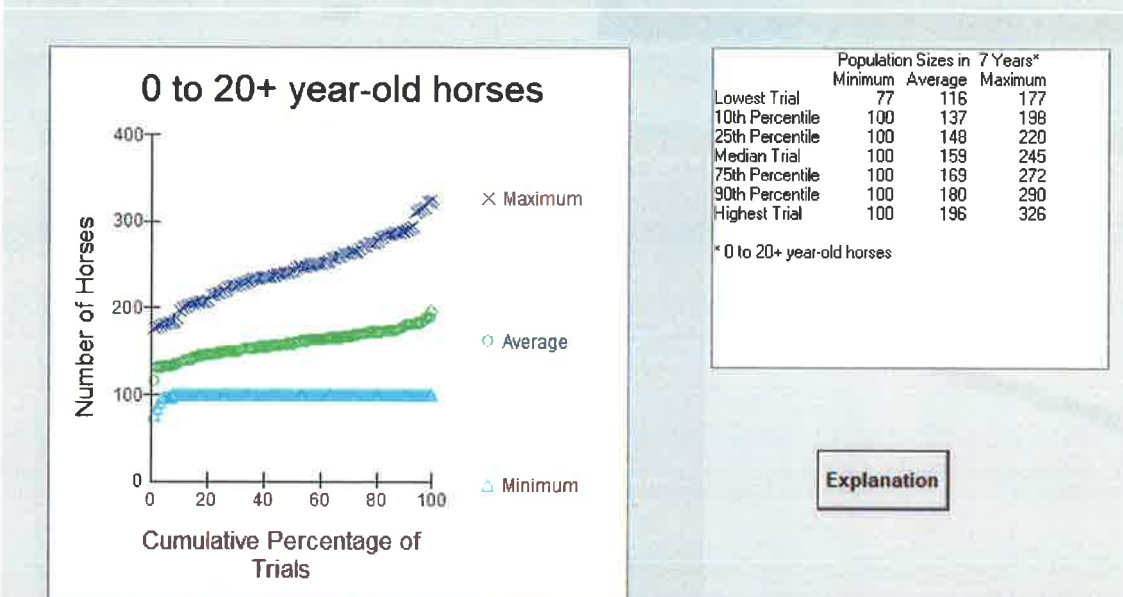 0 to 20+ year-old horses
400
300
200
100
0
Number of Horses
0 20 40 60 80 100
Cumulative Percentage of
Trials
Maximum
Average
Minimum
Population Sizes in 7 Years*
Minimum Average Maximum
Lowest Trial 77 116 177
10th Percentile 100 137 198
25th Percentile 100 148 220
Median Trial 100 159 245
75th Percentile 100 169 272
90th Percentile 100 180 290
Highest Trial 100 196 326
* 0 to 20+ year-old horses
Explanation